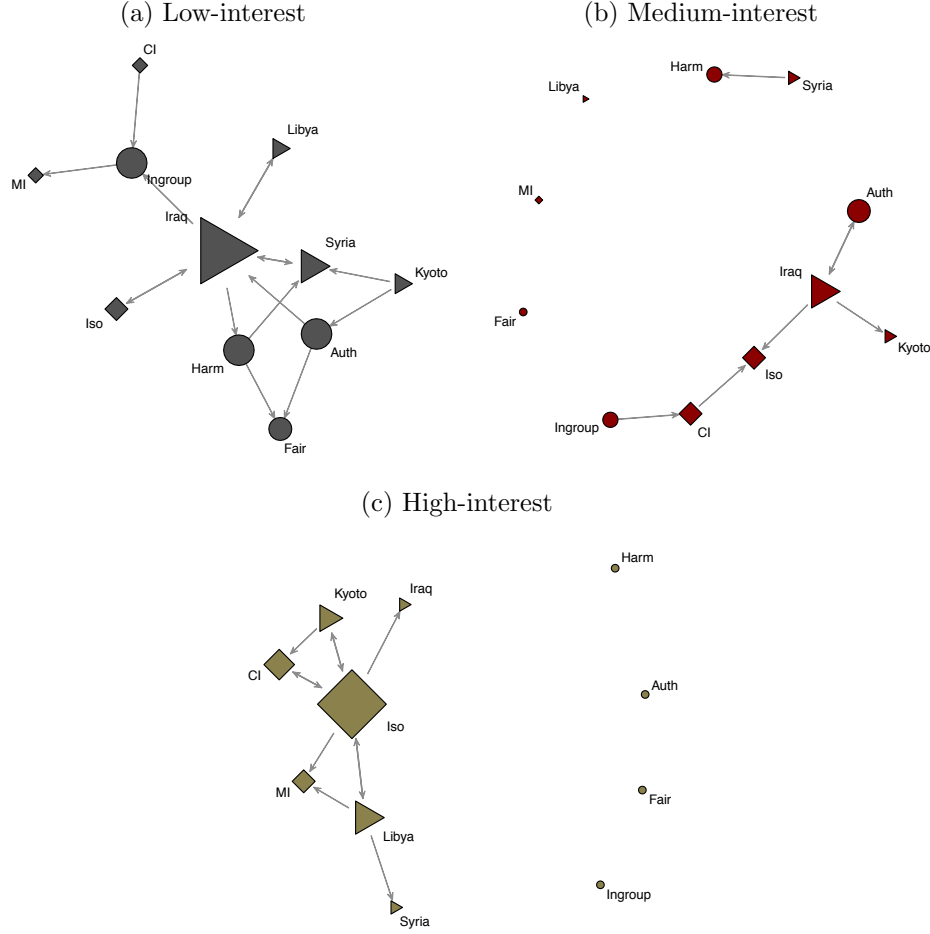 (a) Low-interest
CI
MI
Ingroup
Libya
Iraq
Syria
Kyoto
Iso
Harm
Auth
Fair
(b) Medium-interest
Harm
Syria
Libya
MI
Auth
Iraq
Fair
Kyoto
Iso
Ingroup
CI
(c) High-interest
Kyoto
Iraq
CI
Iso
MI
Libya
Syria
Harm
Auth
Fair
Ingroup